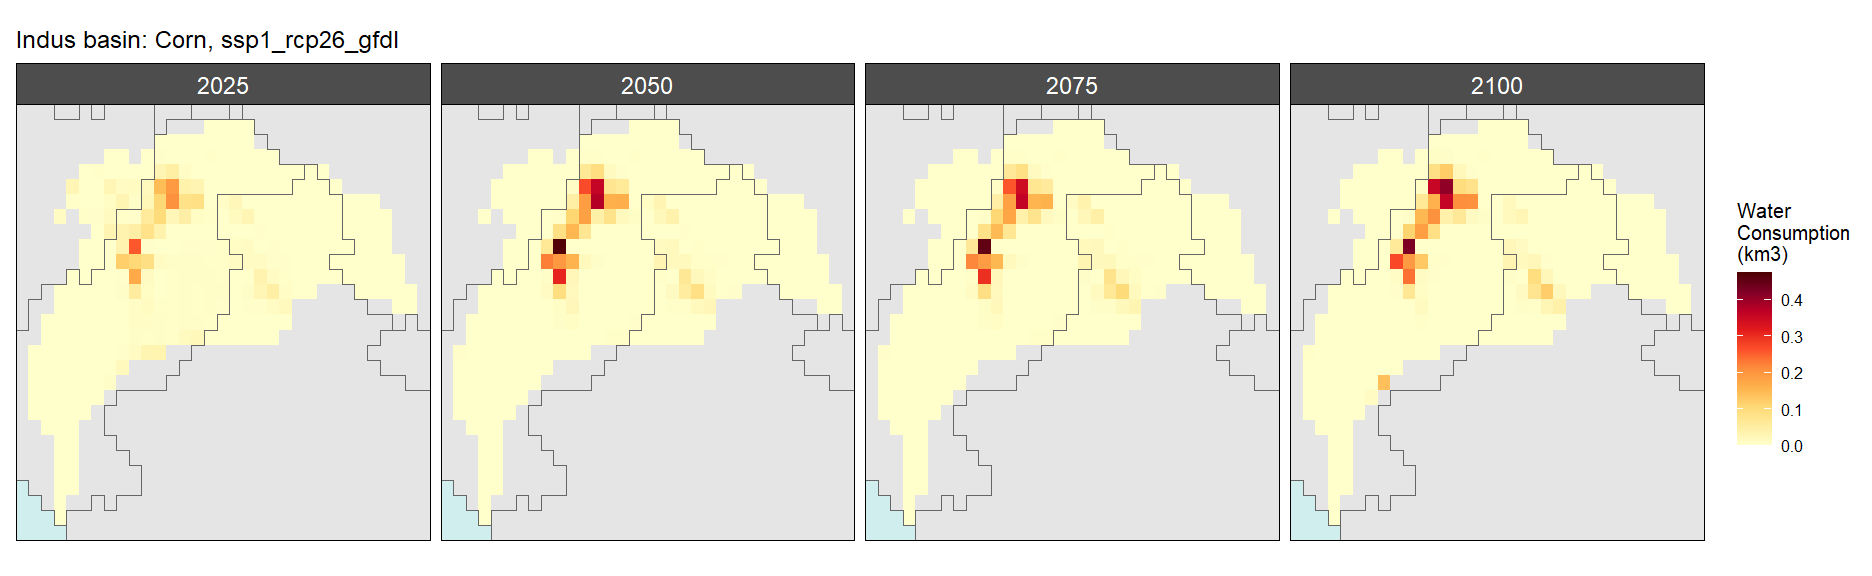 Indus basin: Corn, ssp1_rcp26_gfdl
2025
2050
2075
2100
Water
Consumption
(km3)
0.4
0.3
0.2
0.1
0.0